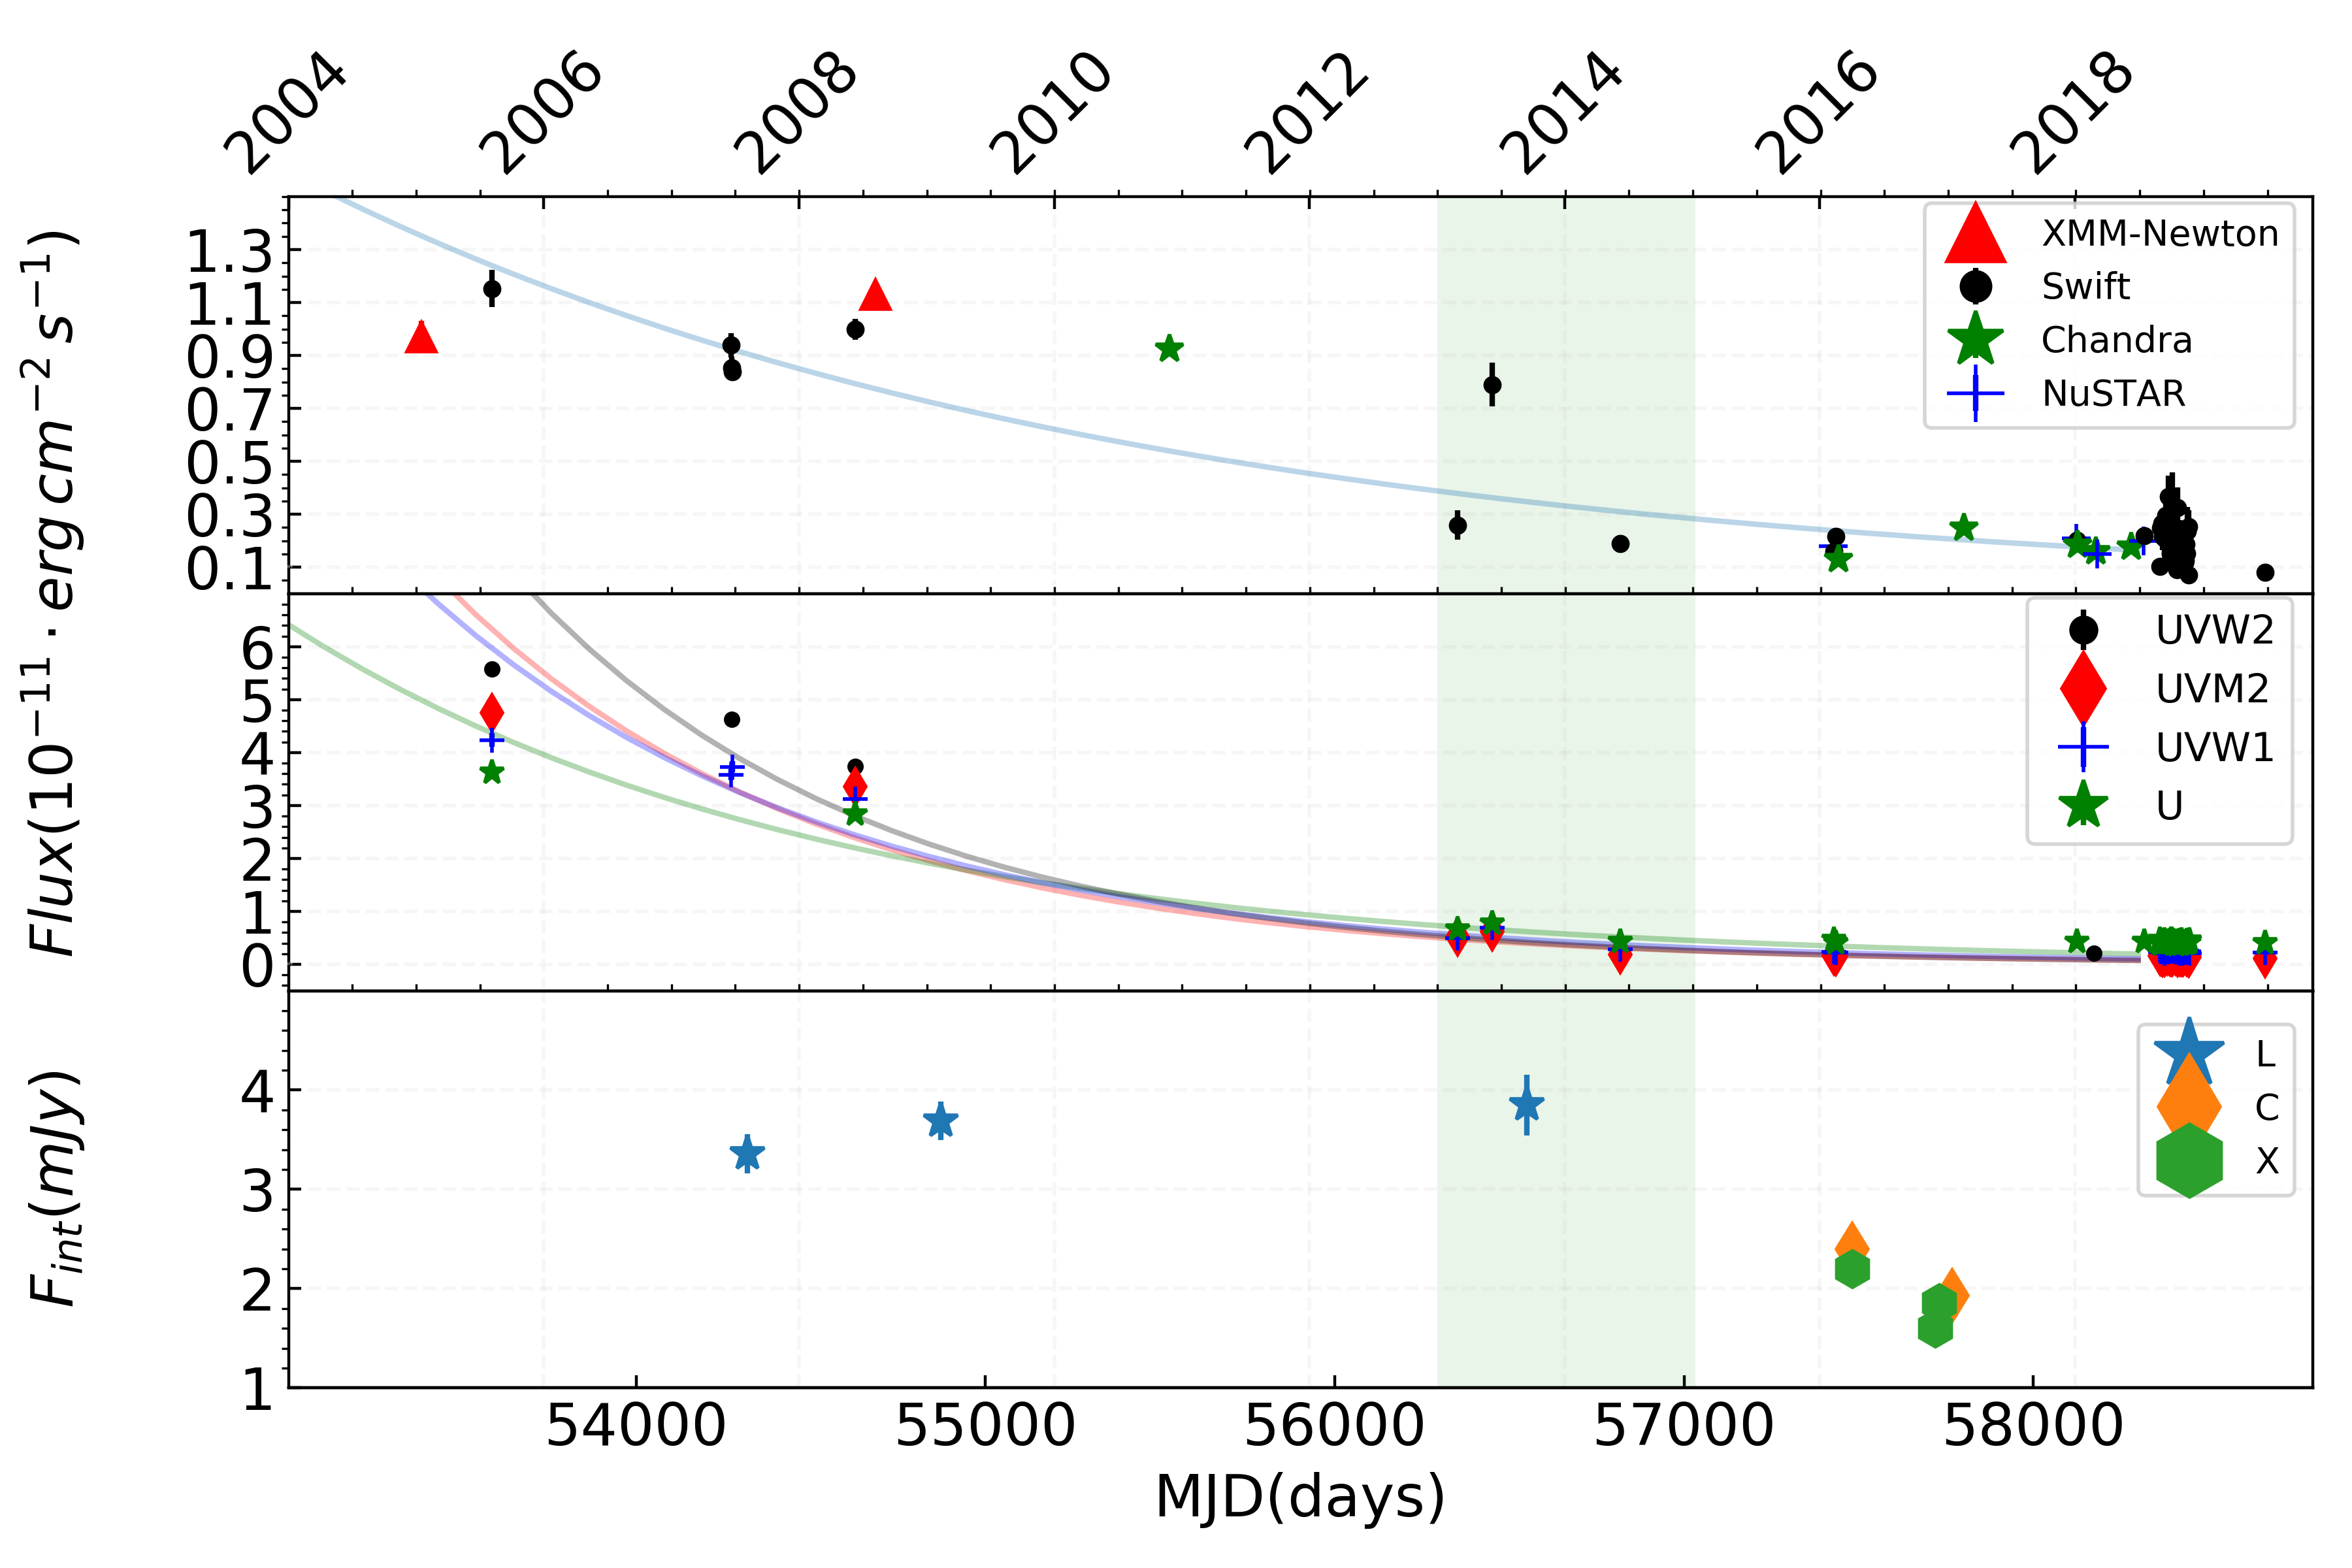 2004 2006 2008 2010 2012 2014 2016 2018
1.3
1.1
0.9
0.7
0.5
0.3
0.1
XMM-Newton
Swift
Chandra
NuSTAR
Flux(10⁻¹¹ · erg cm⁻² s⁻¹)
6
5
4
3
2
1
0
UVW2
UVM2
UVW1
U
F_int(mJy)
4
3
2
1
L
C
X
54000 55000 56000 57000 58000
MJD(days)